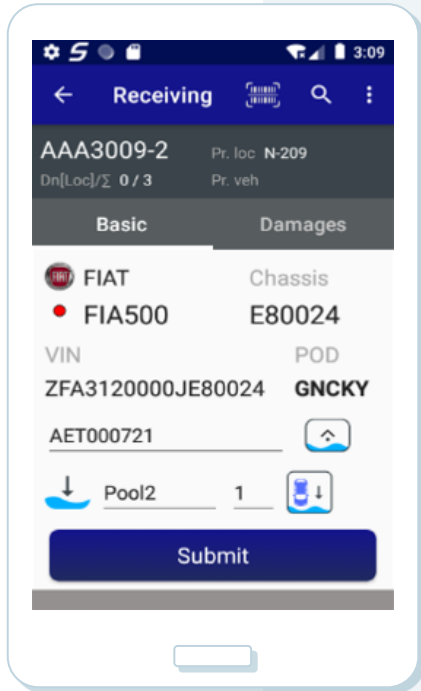 3:09
Receiving
AAA3009-2 Pr. loc N-209
Dn[Loc]/Σ 0 / 3 Pr. veh
Basic Damages
FIAT FIAT Chassis
FIA500 E80024
VIN POD
ZFA3120000JE80024 GNCKY
AET000721
Pool2 1
Submit